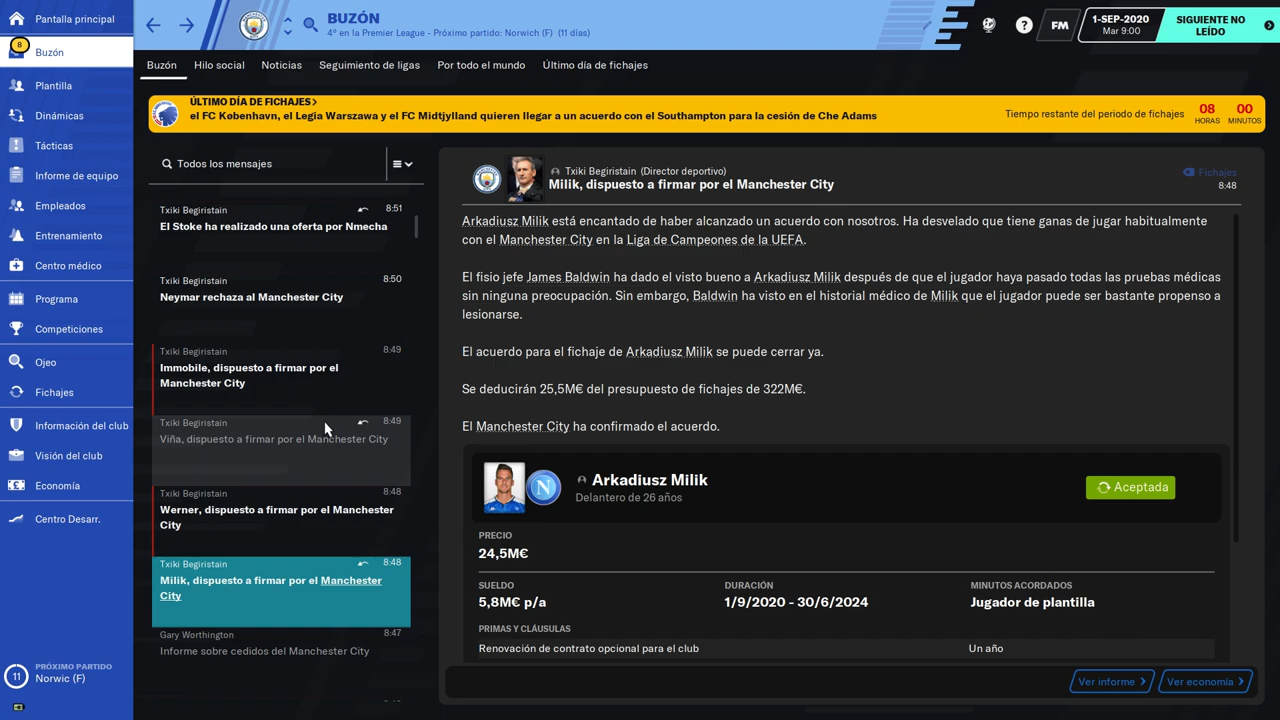 Pantalla principal
8
Buzón
Plantilla
Dinámicas
Tácticas
Informe de equipo
Empleados
Entrenamiento
Centro médico
Programa
Competiciones
Ojeo
Fichajes
Información del club
Visión del club
Economía
Centro Desarr.
11
PRÓXIMO PARTIDO
Norwic (F)
BUZÓN
4º en la Premier League - Próximo partido: Norwich (F) (11 días)
?
FM
1-SEP-2020
Mar 9:00
SIGUIENTE NO LEÍDO
Buzón
Hilo social
Noticias
Seguimiento de ligas
Por todo el mundo
Último día de fichajes
ÚLTIMO DÍA DE FICHAJES>
el FC København, el Legia Warszawa y el FC Midtjylland quieren llegar a un acuerdo con el Southampton para la cesión de Che Adams
Tiempo restante del periodo de fichajes
08
HORAS
00
MINUTOS
Todos los mensajes
Txiki Begiristain 8:51
El Stoke ha realizado una oferta por Nmecha
Txiki Begiristain 8:50
Neymar rechaza al Manchester City
Txiki Begiristain 8:49
Immobile, dispuesto a firmar por el
Manchester City
Txiki Begiristain 8:49
Viña, dispuesto a firmar por el Manchester City
Txiki Begiristain 8:48
Werner, dispuesto a firmar por el Manchester
City
Txiki Begiristain 8:48
Milik, dispuesto a firmar por el Manchester
City
Gary Worthington 8:47
Informe sobre cedidos del Manchester City
Txiki Begiristain (Director deportivo)
Milik, dispuesto a firmar por el Manchester City
Fichajes
8:48
Arkadiusz Milik está encantado de haber alcanzado un acuerdo con nosotros. Ha desvelado que tiene ganas de jugar habitualmente
con el Manchester City en la Liga de Campeones de la UEFA.
El fisio jefe James Baldwin ha dado el visto bueno a Arkadiusz Milik después de que el jugador haya pasado todas las pruebas médicas
sin ninguna preocupación. Sin embargo, Baldwin ha visto en el historial médico de Milik que el jugador puede ser bastante propenso a
lesionarse.
El acuerdo para el fichaje de Arkadiusz Milik se puede cerrar ya.
Se deducirán 25,5M€ del presupuesto de fichajes de 322M€.
El Manchester City ha confirmado el acuerdo.
Arkadiusz Milik
Delantero de 26 años
Aceptada
PRECIO
24,5M€
SUELDO
5,8M€ p/a
DURACIÓN
1/9/2020 - 30/6/2024
MINUTOS ACORDADOS
Jugador de plantilla
PRIMAS Y CLÁUSULAS
Renovación de contrato opcional para el club Un año
Ver informe >
Ver economía >